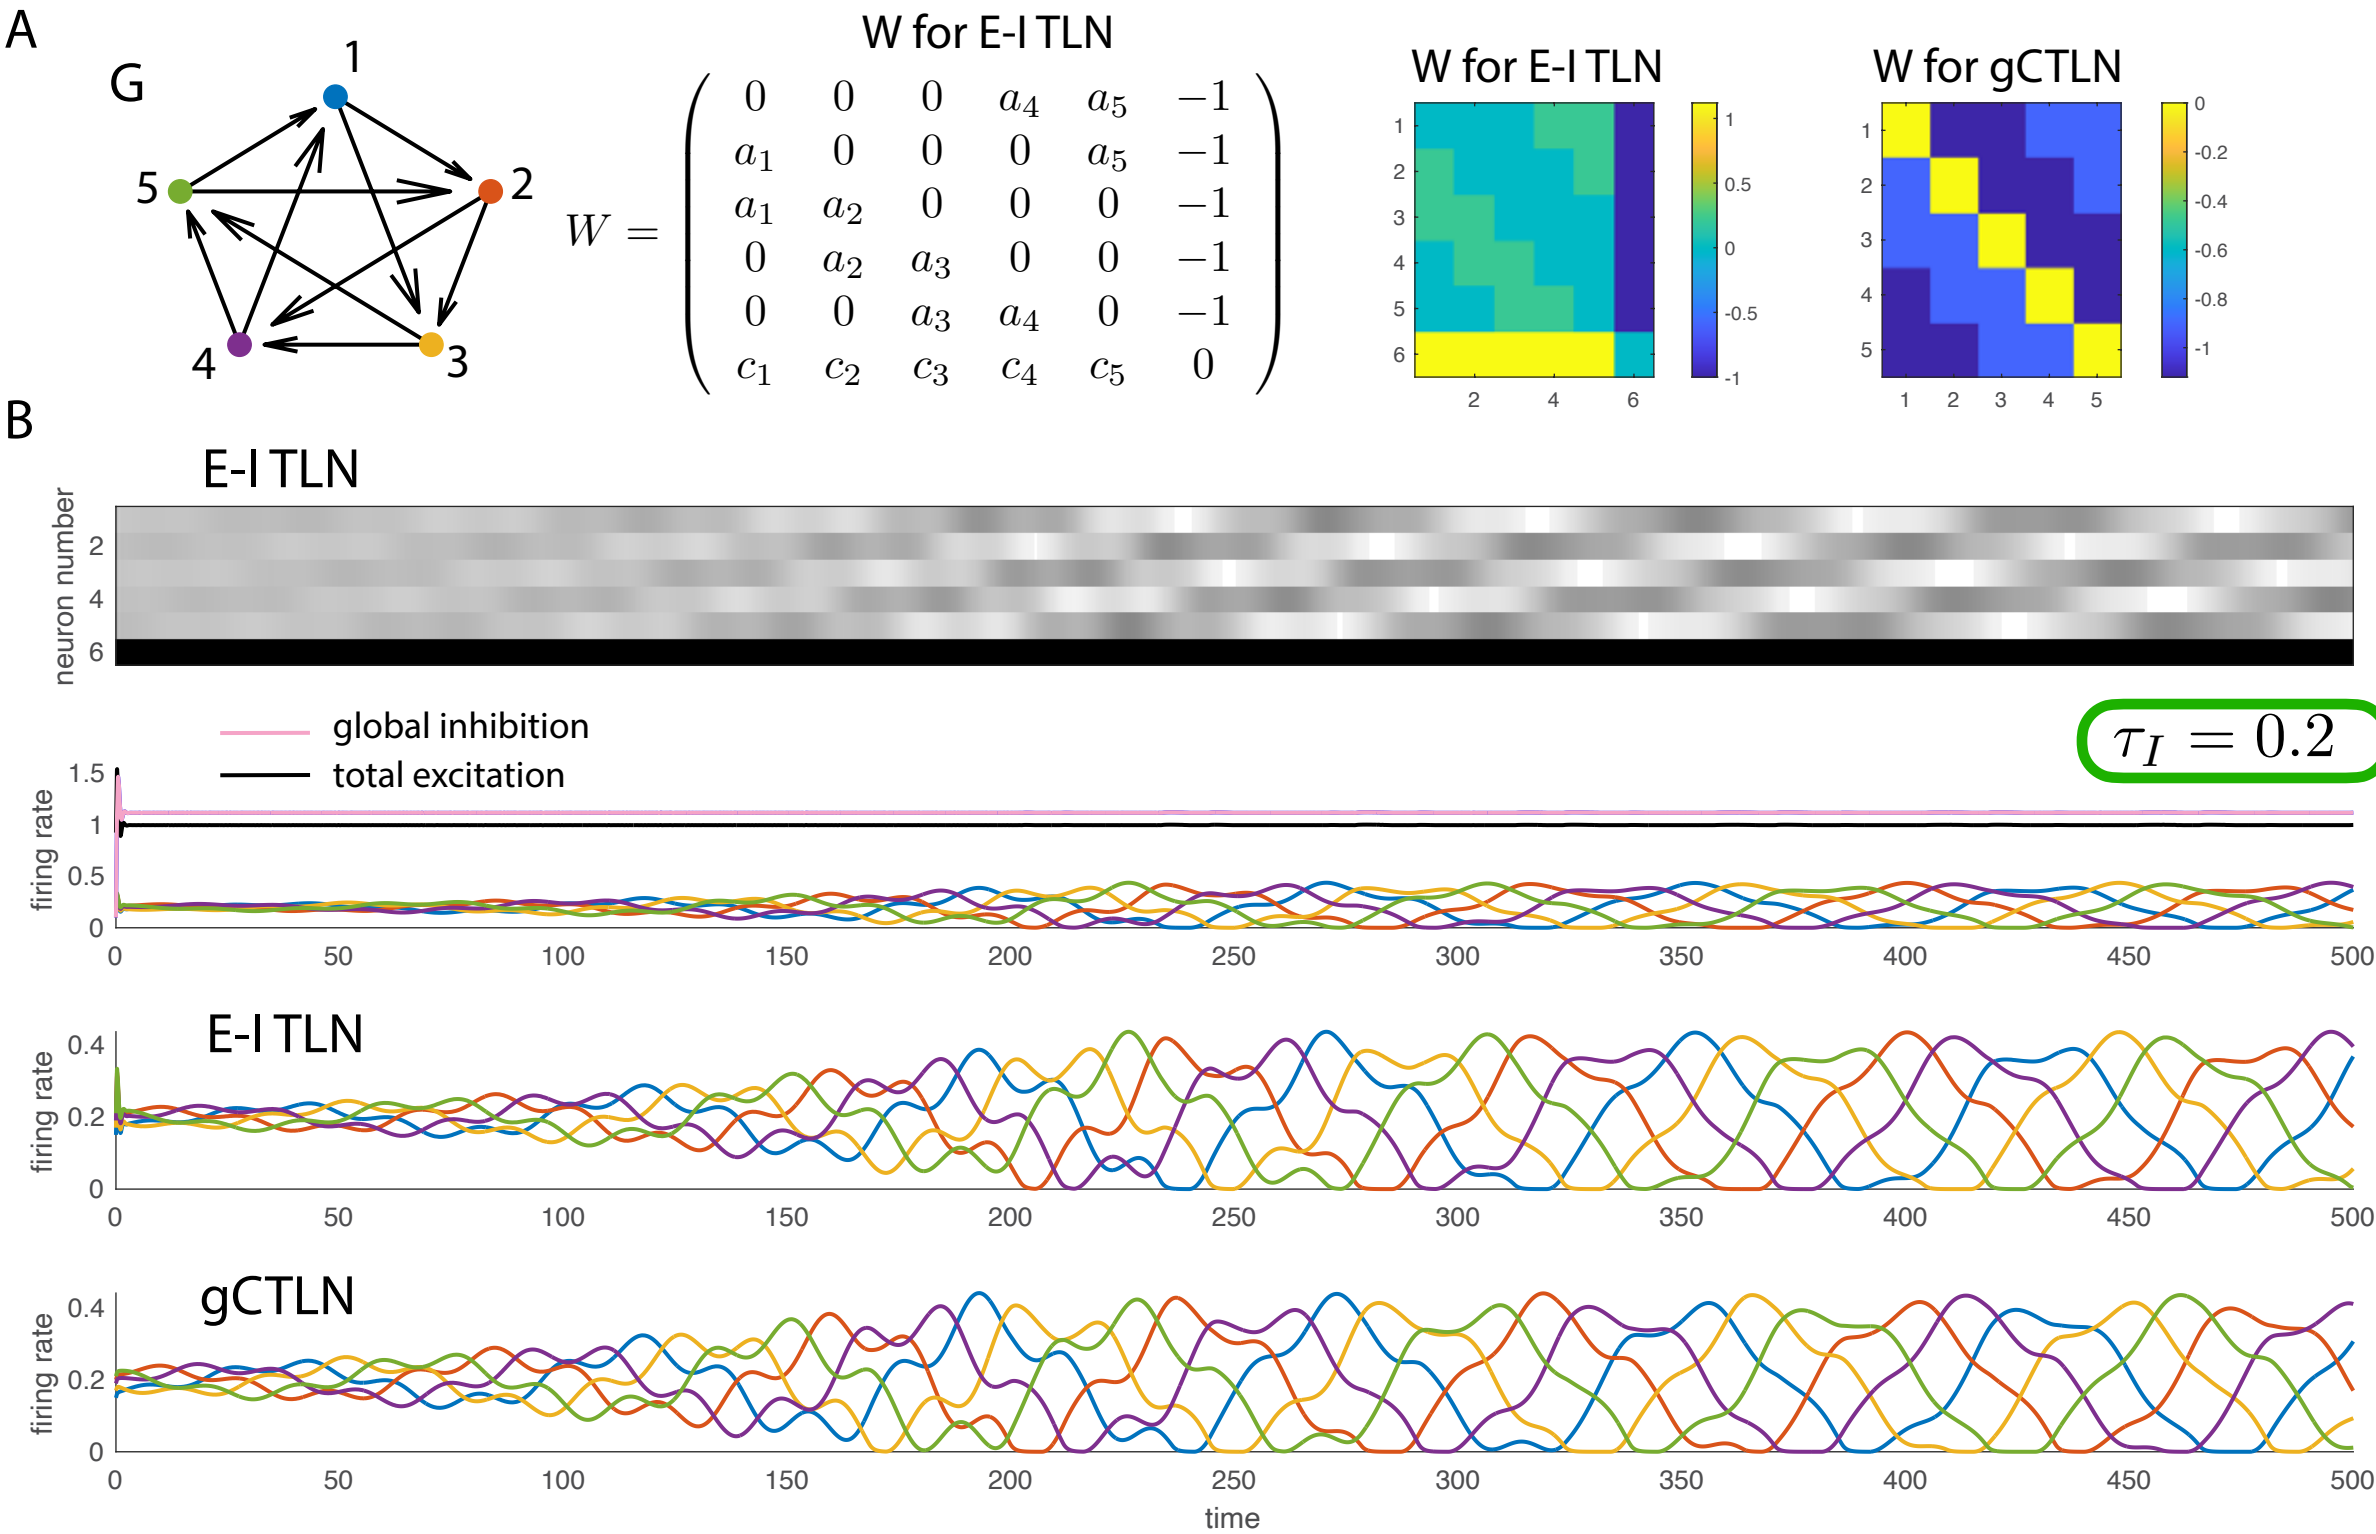 A
G
1
2
3
4
5
W for E-I TLN
W =
0 0 0 a₄ a₅ −1
a₁ 0 0 0 a₅ −1
a₁ a₂ 0 0 0 −1
0 a₂ a₃ 0 0 −1
0 0 a₃ a₄ 0 −1
c₁ c₂ c₃ c₄ c₅ 0
W for E-I TLN
1
2
3
4
5
6
2 4 6
1
0.5
0
-0.5
-1
W for gCTLN
1
2
3
4
5
1 2 3 4 5
0
-0.2
-0.4
-0.6
-0.8
-1
B
E-I TLN
neuron number
2
4
6
global inhibition
total excitation
τ_I = 0.2
firing rate
1.5
1
0.5
0
0 50 100 150 200 250 300 350 400 450 500
E-I TLN
firing rate
0.4
0.2
0
0 50 100 150 200 250 300 350 400 450 500
gCTLN
firing rate
0.4
0.2
0
0 50 100 150 200 250 300 350 400 450 500
time